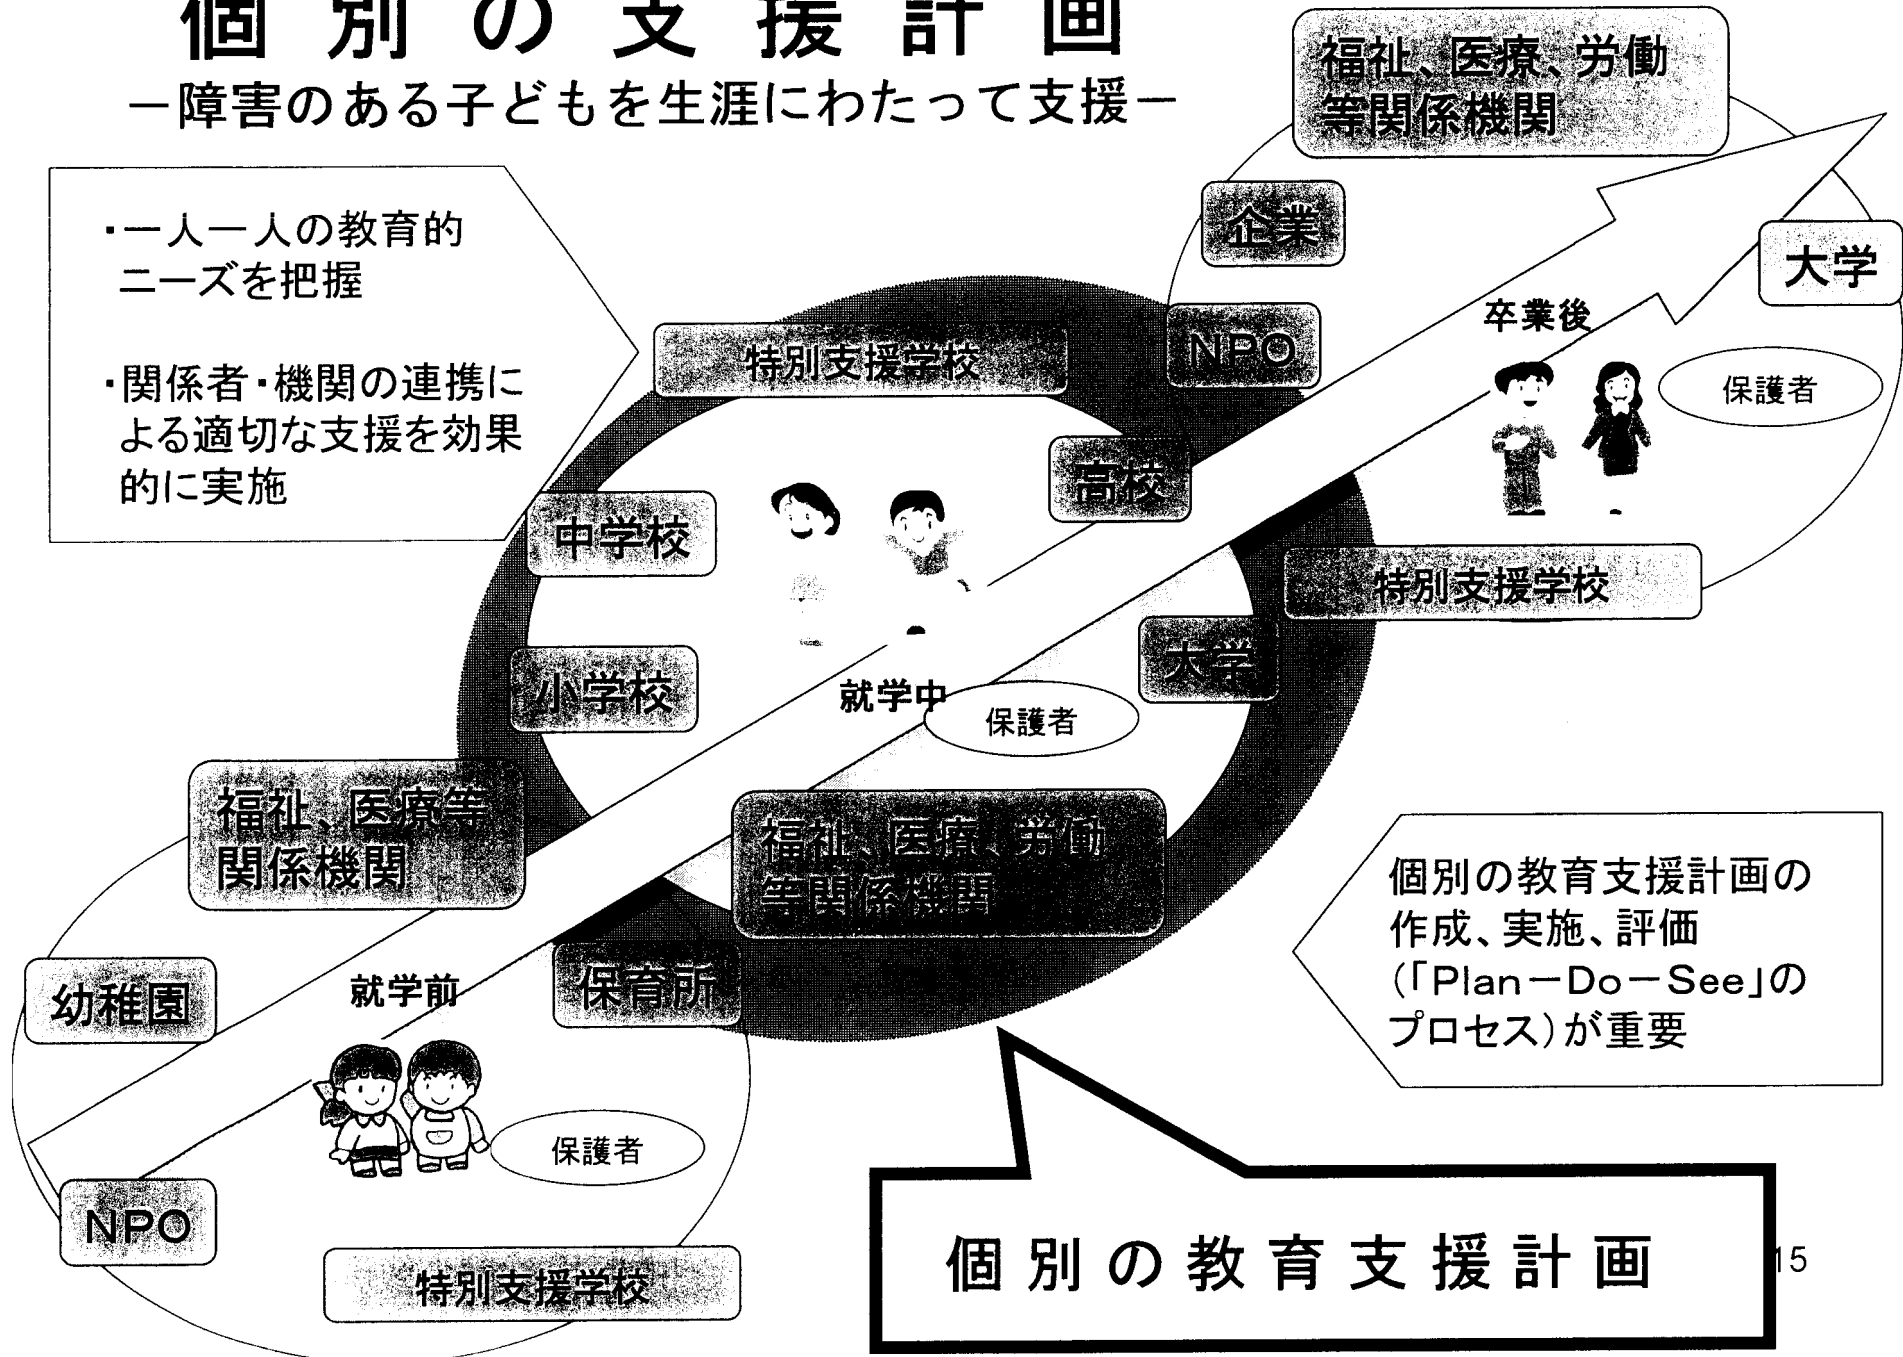 個別の支援計画
－障害のある子どもを生涯にわたって支援－
福祉、医療、労働
等関係機関
・一人一人の教育的
ニーズを把握
・関係者・機関の連携に
よる適切な支援を効果
的に実施
企業
大学
NPO
卒業後
保護者
特別支援学校
特別支援学校
高校
中学校
小学校
大学
就学中
保護者
福祉、医療、労働
等関係機関
福祉、医療等
関係機関
幼稚園
就学前
保育所
保護者
NPO
特別支援学校
個別の教育支援計画の
作成、実施、評価
（「Plan－Do－See」の
プロセス）が重要
個別の教育支援計画
15